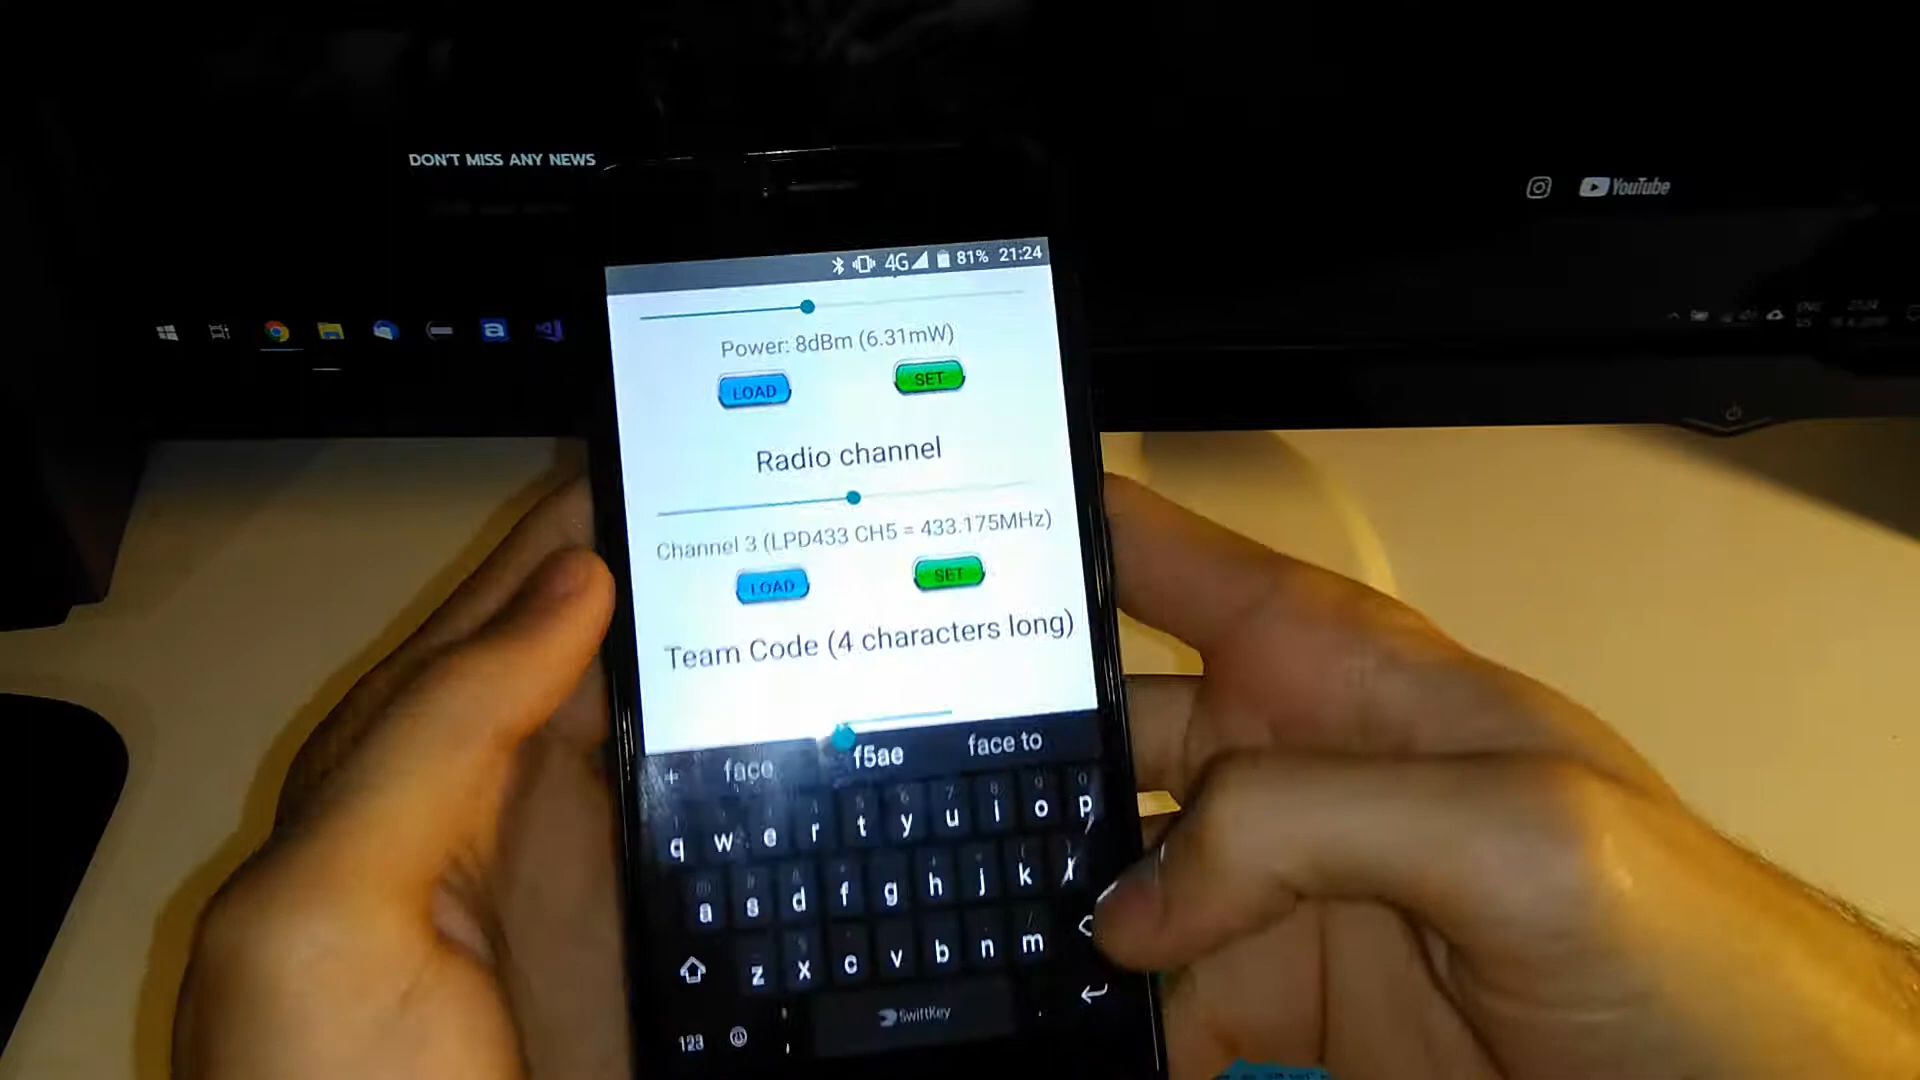 DON'T MISS ANY NEWS
YouTube
4G 81% 21:24
Power: 8dBm (6.31mW)
LOAD SET
Radio channel
Channel 3 (LPD433 CH5 = 433.175MHz)
LOAD SET
Team Code (4 characters long)
face f5ae face to
q w e r t y u i o p
a s d f g h j k l
z x c v b n m
123 SwiftKey